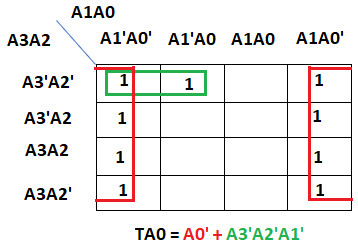 A1A0
A3A2 A1'A0' A1'A0 A1A0 A1A0'
A3'A2' 1 1 1
A3'A2 1 1
A3A2 1 1
A3A2' 1 1
TA0 = A0' + A3'A2'A1'